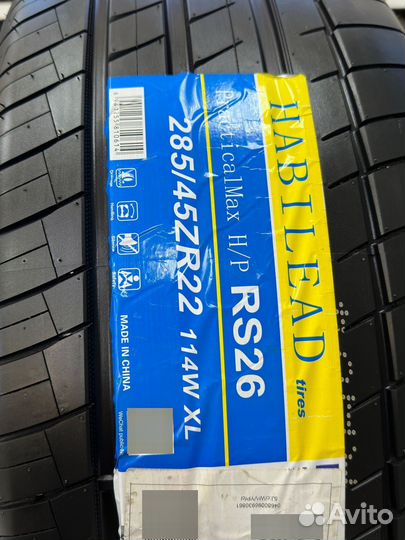 HABILEAD
tires
PracticalMax H/P RS26
285/45ZR22 114W XL
MADE IN CHINA
Avito